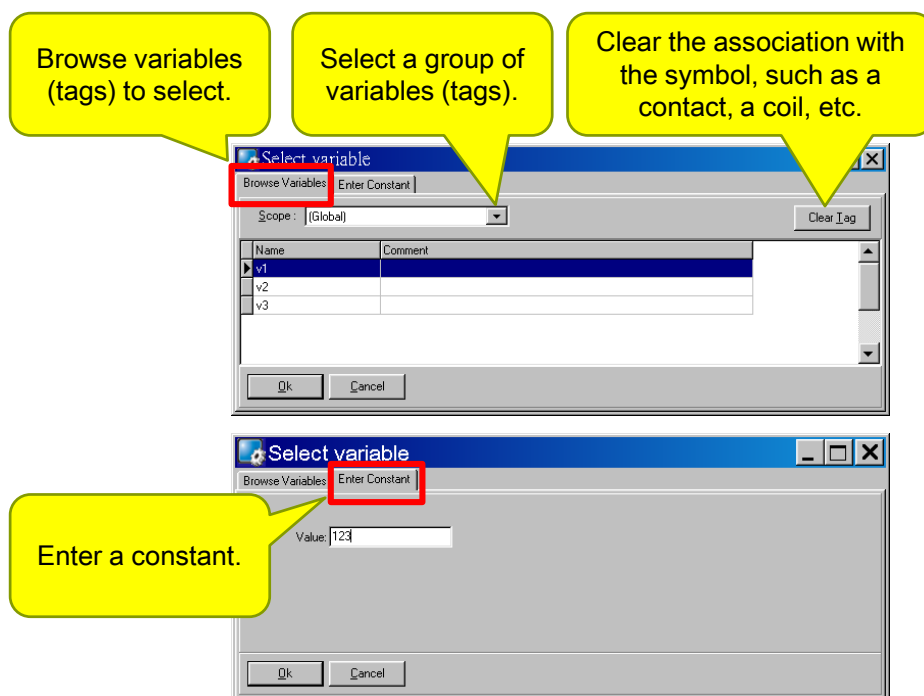 Browse variables
(tags) to select.
Select a group of
variables (tags).
Clear the association with
the symbol, such as a
contact, a coil, etc.
Select variable
Browse Variables Enter Constant
Scope : (Global) Clear Tag
Name Comment
v1
v2
v3
Ok Cancel
Select variable
Browse Variables Enter Constant
Enter a constant.
Value: 123
Ok Cancel